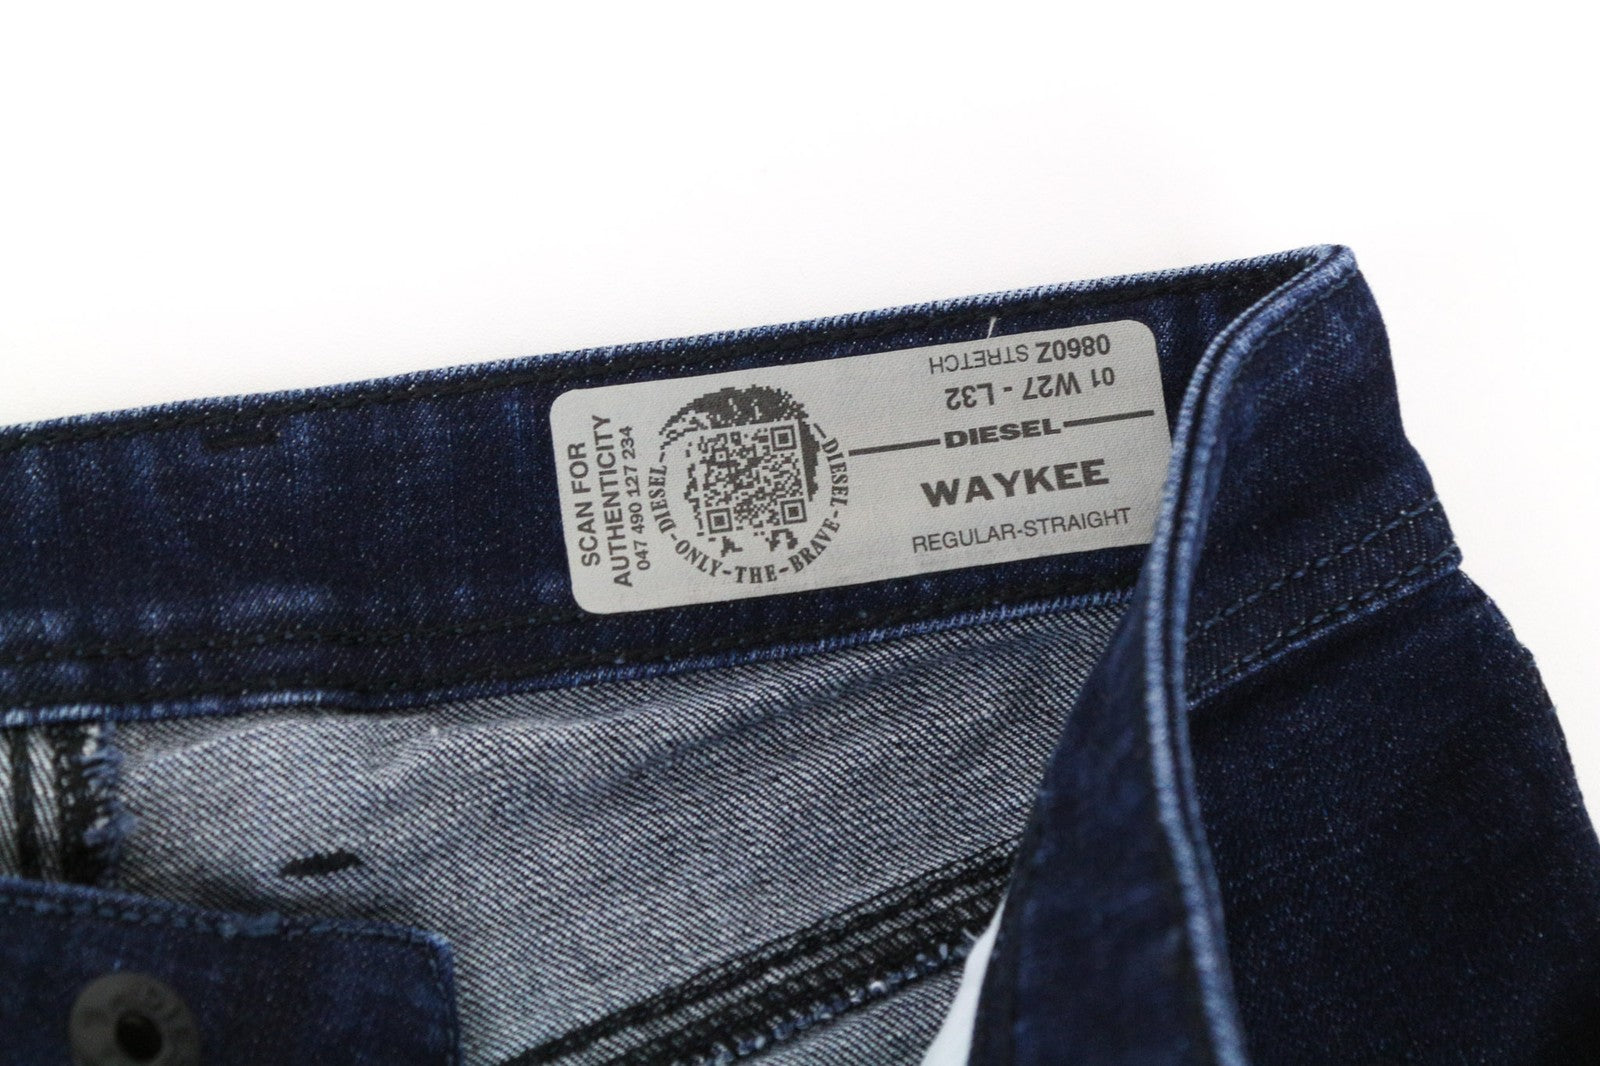 SCAN FOR
AUTHENTICITY
047 490 127 234
DIESEL-ONLY-THE-BRAVE-DIESEL
0860Z STRETCH
01 W27 - L32
DIESEL
WAYKEE
REGULAR-STRAIGHT